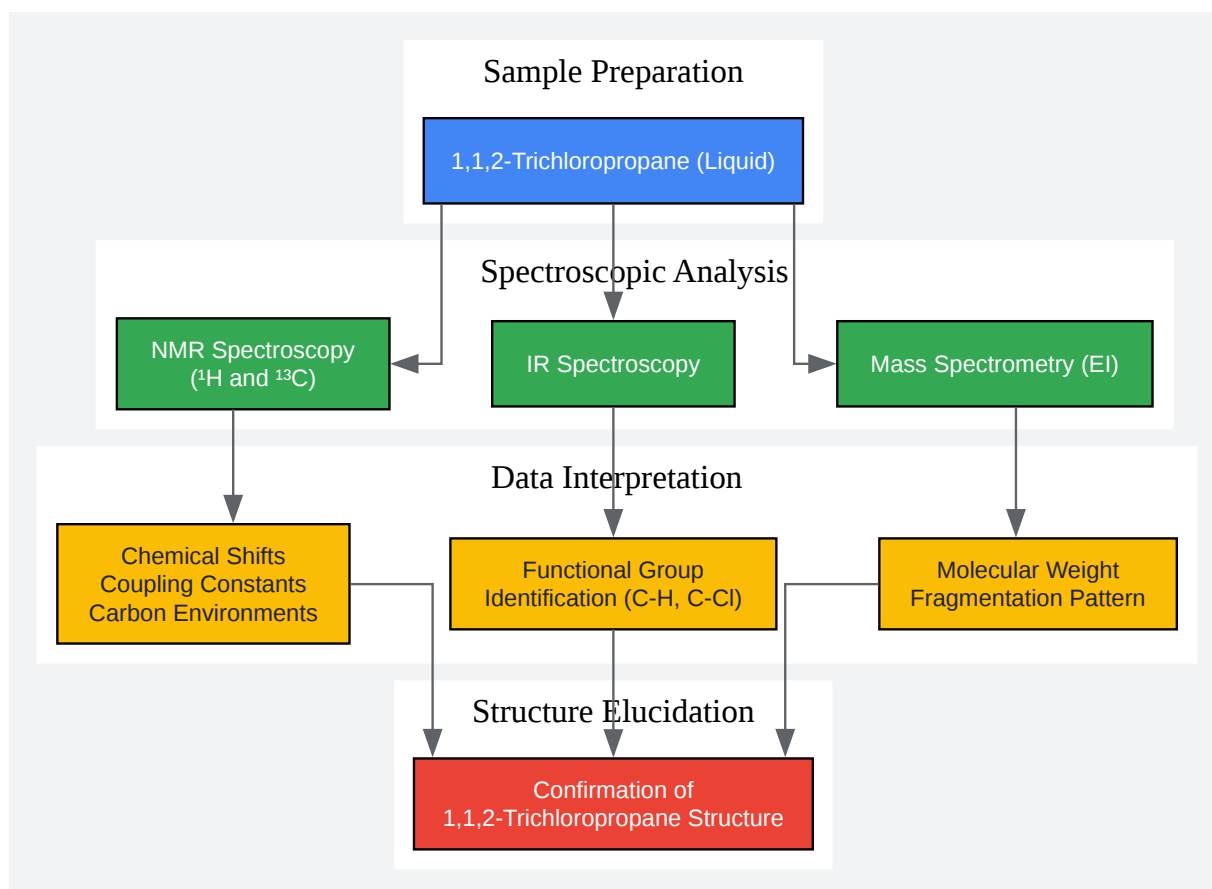 Sample Preparation
1,1,2-Trichloropropane (Liquid)
Spectroscopic Analysis
NMR Spectroscopy
(¹H and ¹³C)
IR Spectroscopy
Mass Spectrometry (EI)
Data Interpretation
Chemical Shifts
Coupling Constants
Carbon Environments
Functional Group
Identification (C-H, C-Cl)
Molecular Weight
Fragmentation Pattern
Structure Elucidation
Confirmation of
1,1,2-Trichloropropane Structure